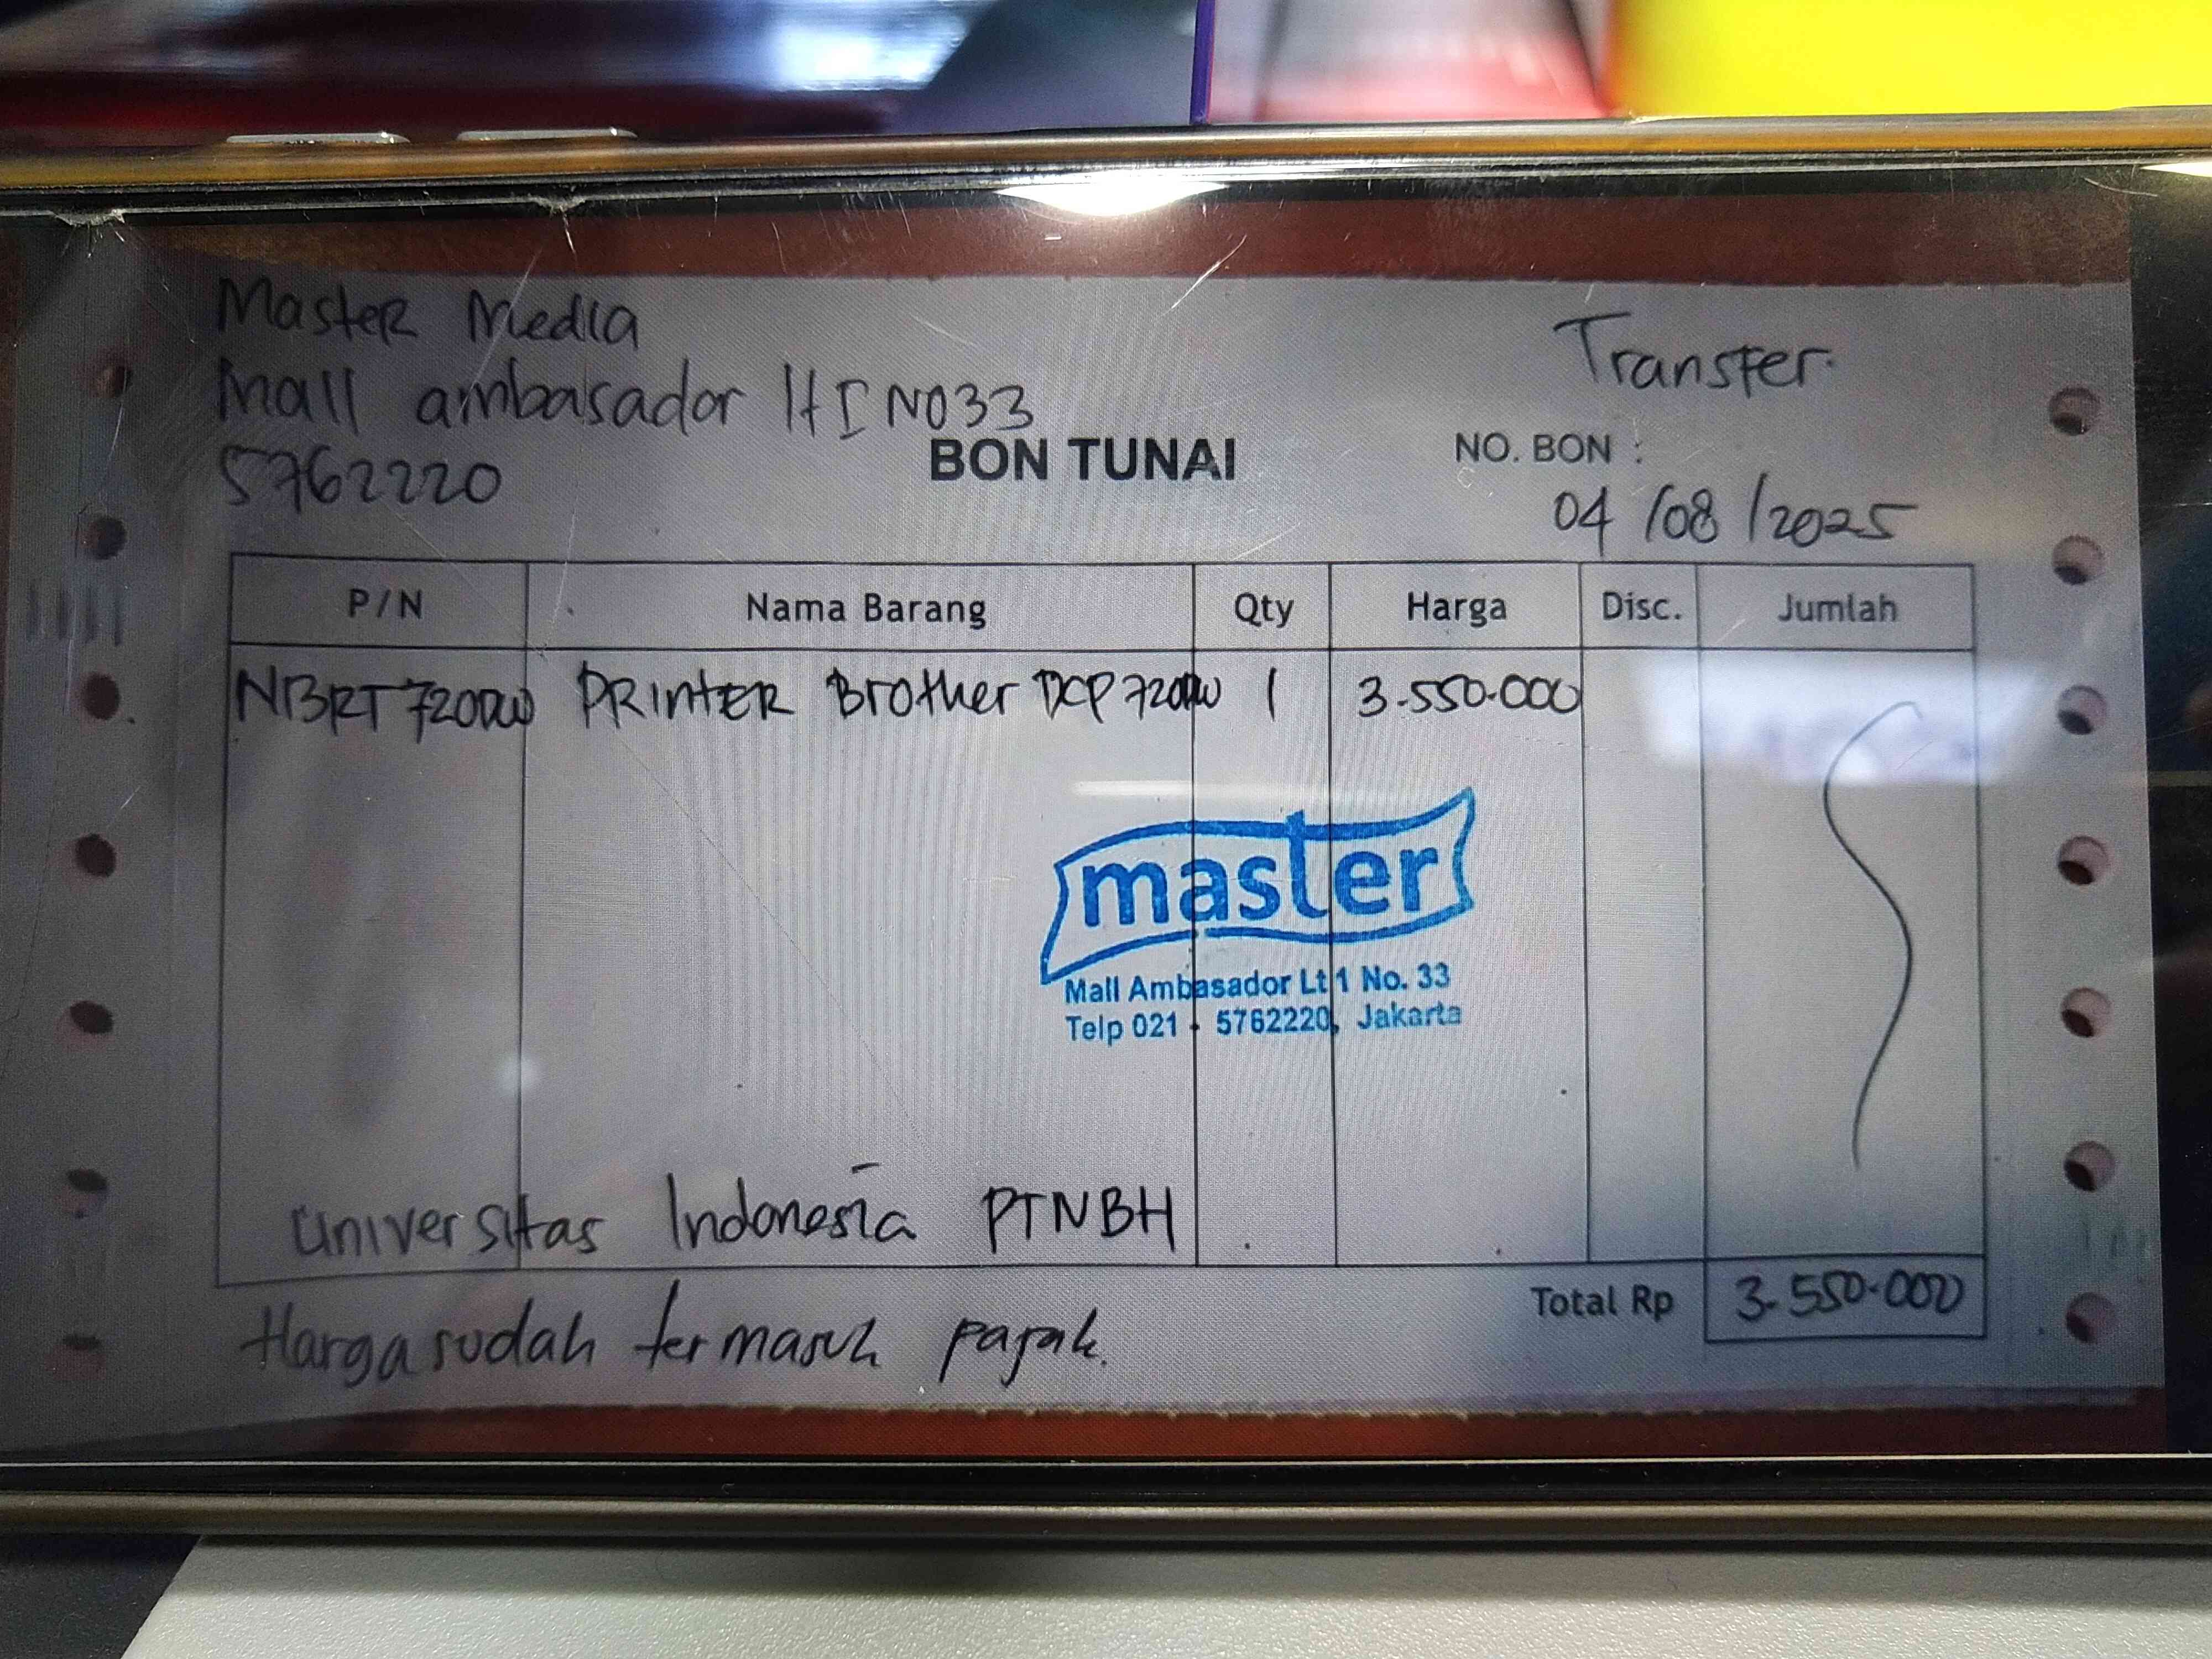 Master Media
Transfer.
Mall ambasador lt I NO33
5762220
BON TUNAI
NO. BON :
04/08/2025
P/N Nama Barang Qty Harga Disc. Jumlah
NBRT720DW PRINTER Brother DCP720DW 1 3.550.000
master
Mall Ambasador Lt 1 No. 33
Telp 021 - 5762220, Jakarta
Universitas Indonesia PTNBH
Total Rp 3.550.000
Harga sudah termasuk pajak.